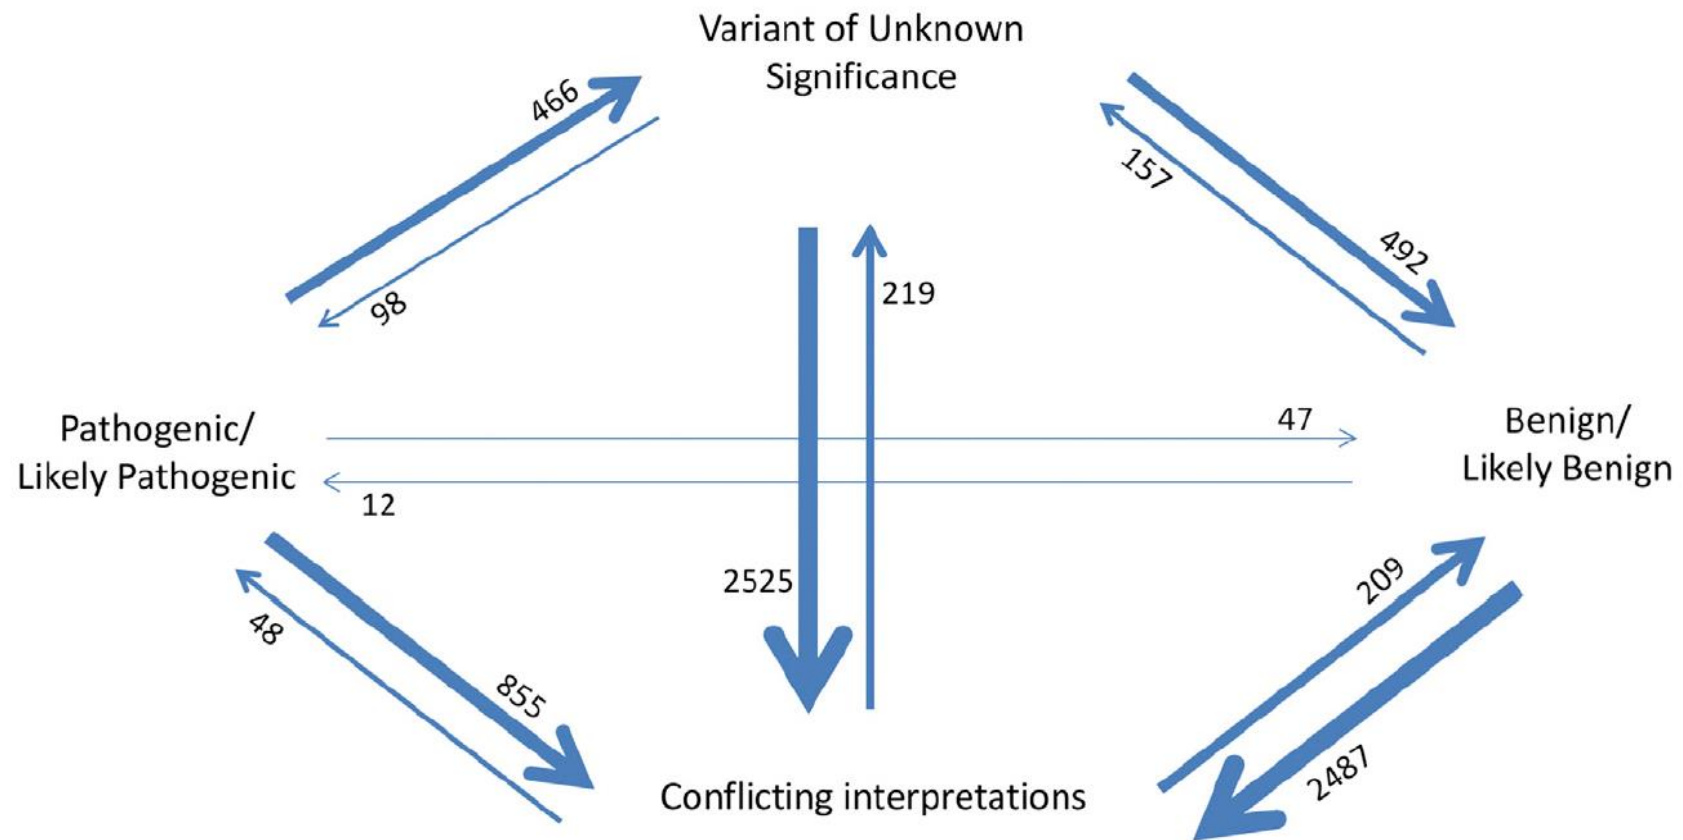 Variant of Unknown
Significance
466
98
157
492
219
Pathogenic/
Likely Pathogenic
47
12
Benign/
Likely Benign
2525
48
855
209
2487
Conflicting interpretations